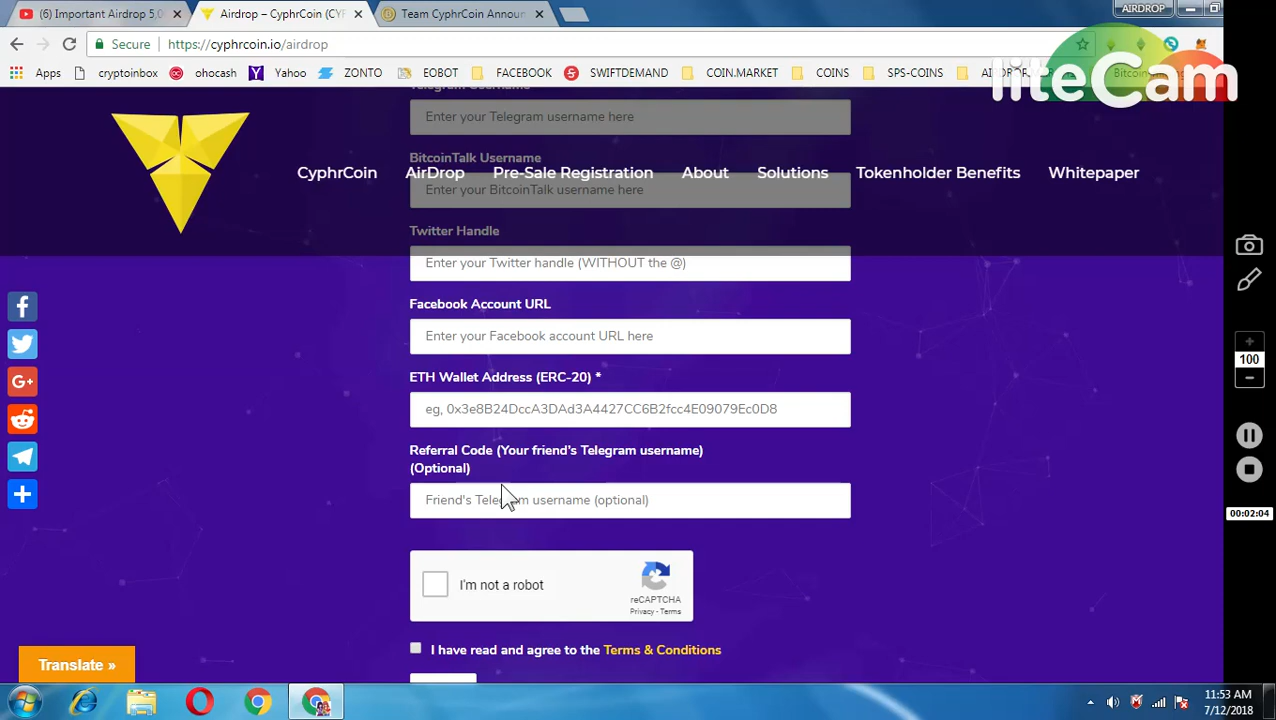 (6) Important Airdrop 5,0
Airdrop – CyphrCoin (CY
Team CyphrCoin Announ
AIRDROP
Secure
https://cyphrcoin.io/airdrop
Apps
cryptoinbox
ohocash
Yahoo
ZONE
EOBOT
FACEBOOK
SWIFTDEMAND
COIN.MARKET
COINS
SPS-COINS
liteCam
Telegram Username
Enter your Telegram username here
BitcoinTalk Username
CyphrCoin
AirDrop
Pre-Sale Registration
About
Solutions
Tokenholder Benefits
Whitepaper
Enter your BitcoinTalk username here
Twitter Handle
Enter your Twitter handle (WITHOUT the @)
Facebook Account URL
Enter your Facebook account URL here
100
ETH Wallet Address (ERC-20) *
eg, 0x3e8B24DccA3DAd3A4427CC6B2fcc4E09079Ec0D8
Referral Code (Your friend's Telegram username)
(Optional)
Friend's Telegram username (optional)
00:02:04
I'm not a robot
reCAPTCHA
Privacy - Terms
I have read and agree to the Terms & Conditions
Translate »
11:53 AM
7/12/2018